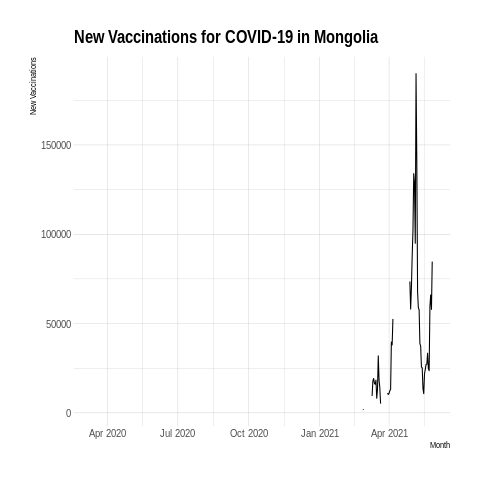 New Vaccinations for COVID-19 in Mongolia
New Vaccinations
150000
100000
50000
0
Apr 2020 Jul 2020 Oct 2020 Jan 2021 Apr 2021
Month